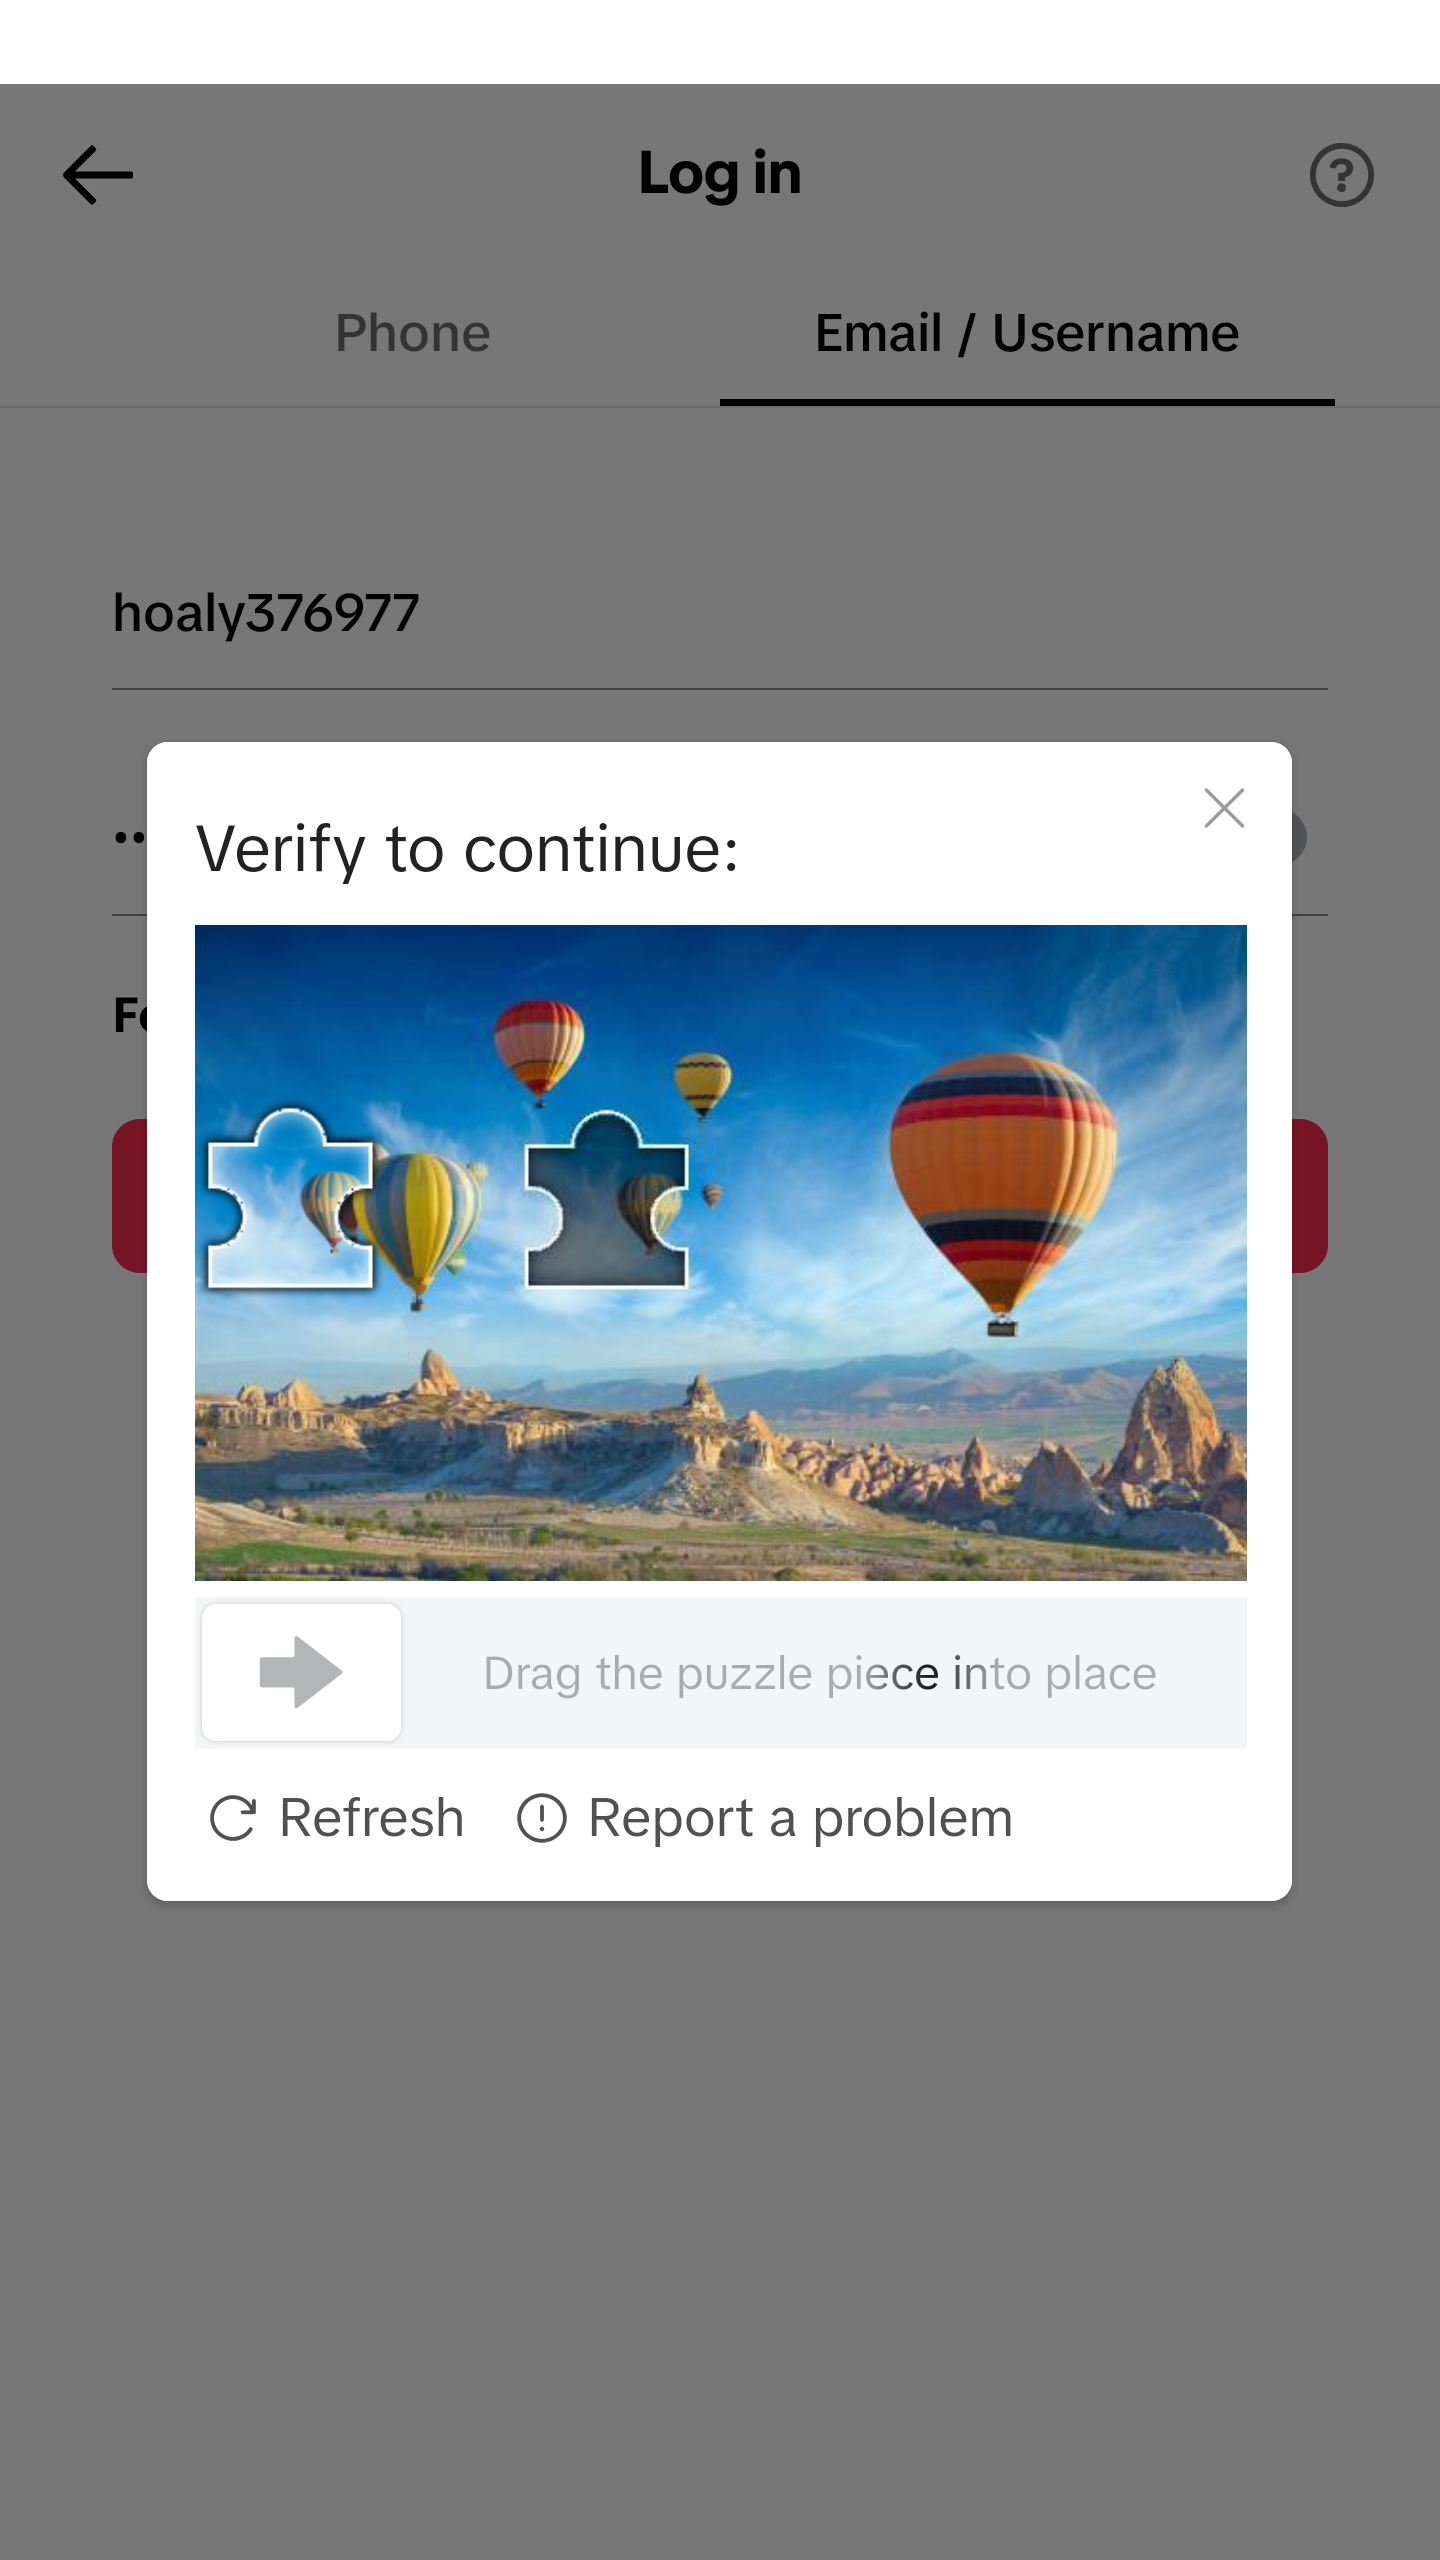 Log in
Phone
Email / Username
hoaly376977
Verify to continue:
Drag the puzzle piece into place
Refresh
Report a problem